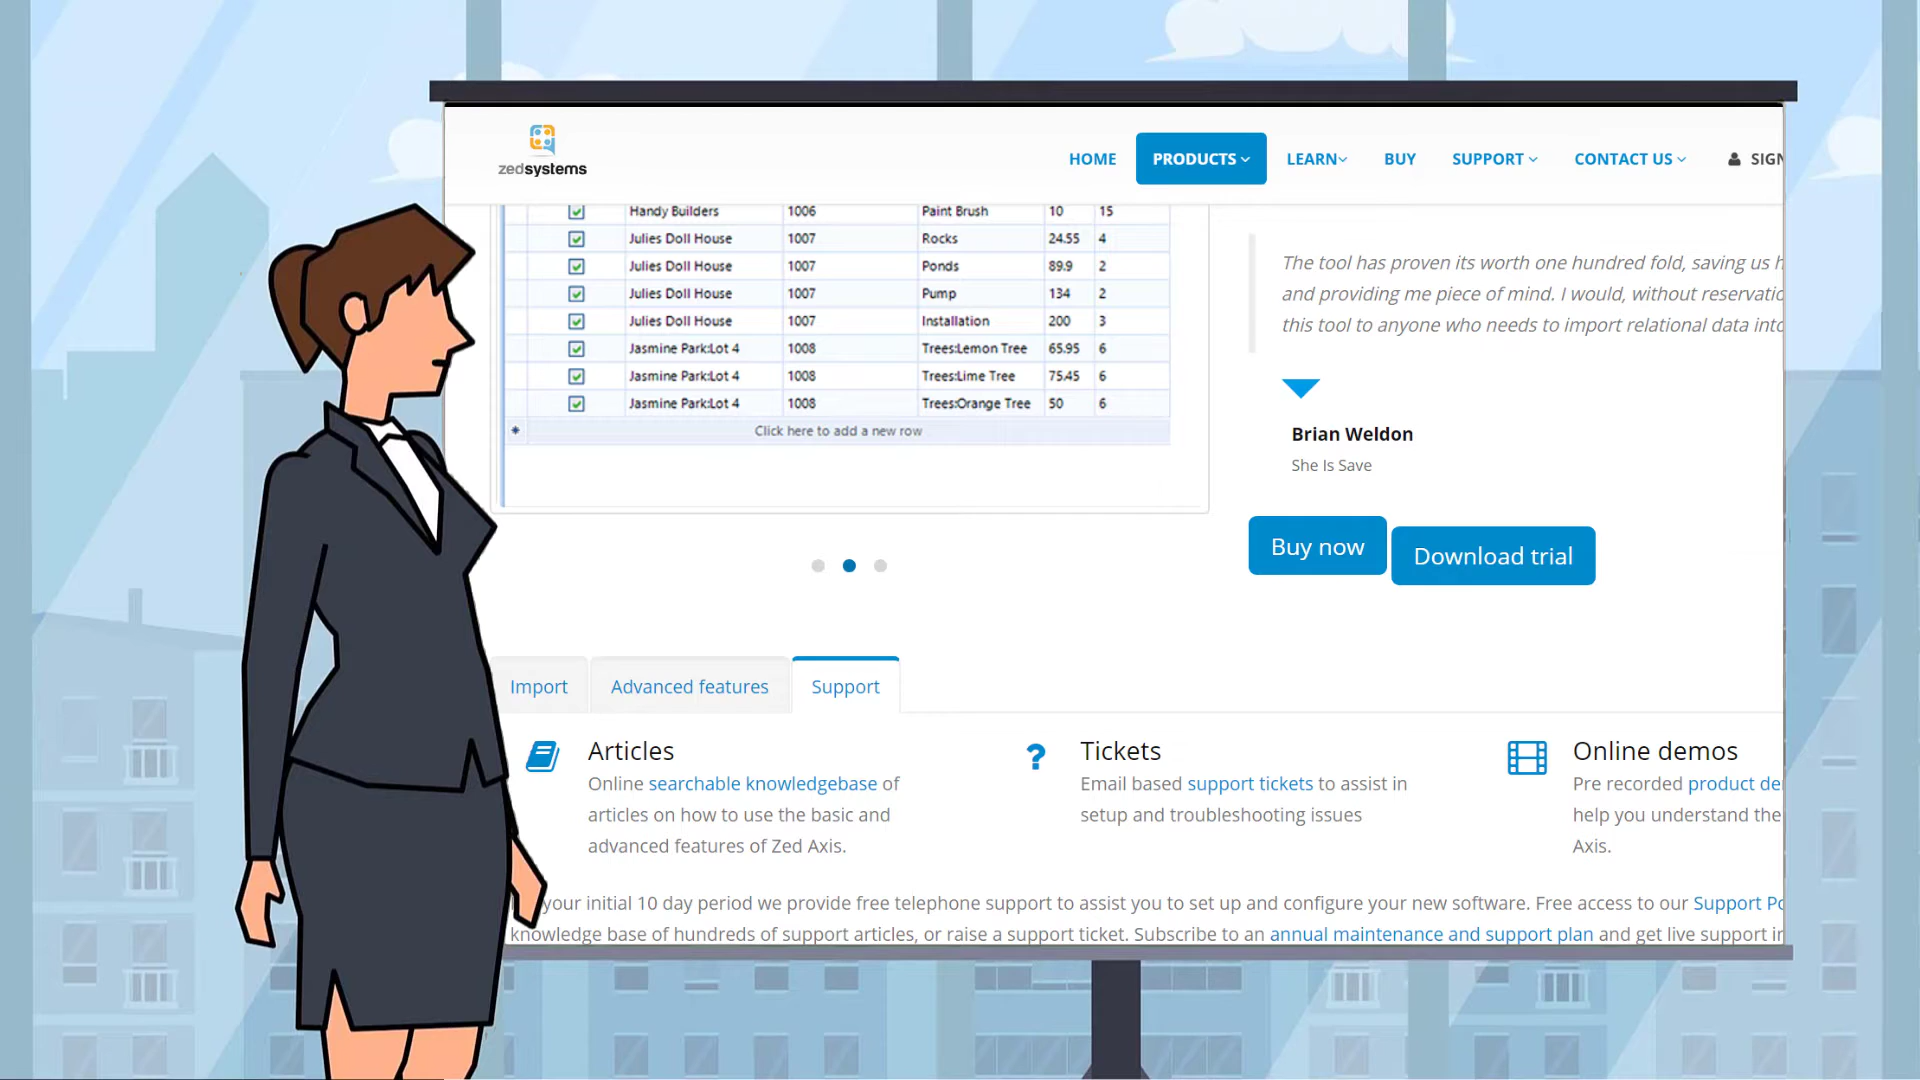 zedsystems
HOME PRODUCTS LEARN BUY SUPPORT CONTACT US SIGN
Handy Builders 1006 Paint Brush 10 15
Julies Doll House 1007 Rocks 24.55 4
Julies Doll House 1007 Ponds 89.9 2
Julies Doll House 1007 Pump 134 2
Julies Doll House 1007 Installation 200 3
Jasmine Park:Lot 4 1008 Trees:Lemon Tree 65.95 6
Jasmine Park:Lot 4 1008 Trees:Lime Tree 75.45 6
Jasmine Park:Lot 4 1008 Trees:Orange Tree 50 6
Click here to add a new row
The tool has proven its worth one hundred fold, saving us
and providing me piece of mind. I would, without
this tool to anyone who needs to import relational data
Brian Weldon
She Is Save
Buy now
Download trial
Import Advanced features Support
Articles
Online searchable knowledgebase of
articles on how to use the basic and
advanced features of Zed Axis.
Tickets
Email based support tickets to assist in
setup and troubleshooting issues
Online demos
Pre recorded product
help you understand the
Axis.
your initial 10 day period we provide free telephone support to assist you to set up and configure your new software. Free access to our Support
knowledge base of hundreds of support articles, or raise a support ticket. Subscribe to an annual maintenance and support plan and get live support